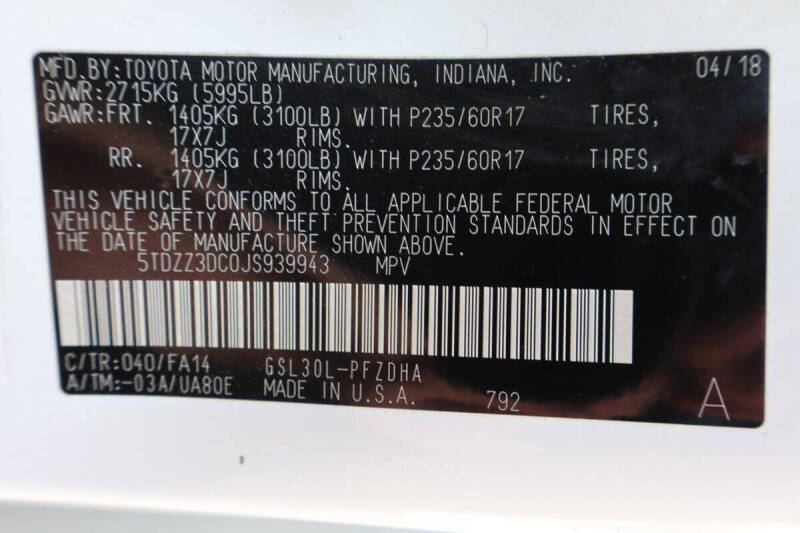 MFD.BY:TOYOTA MOTOR MANUFACTURING, INDIANA, INC. 04/18
GVWR:2715KG (5995LB)
GAWR:FRT. 1405KG (3100LB) WITH P235/60R17 TIRES,
17X7J RIMS.
RR. 1405KG (3100LB) WITH P235/60R17 TIRES,
17X7J RIMS.
THIS VEHICLE CONFORMS TO ALL APPLICABLE FEDERAL MOTOR
VEHICLE SAFETY AND THEFT PREVENTION STANDARDS IN EFFECT ON
THE DATE OF MANUFACTURE SHOWN ABOVE.
5TDZZ3DC0JS939943 MPV
C/TR:040/FA14 GSL30L-PFZDHA
A/TM:-03A/UA80E MADE IN U.S.A. 792 A